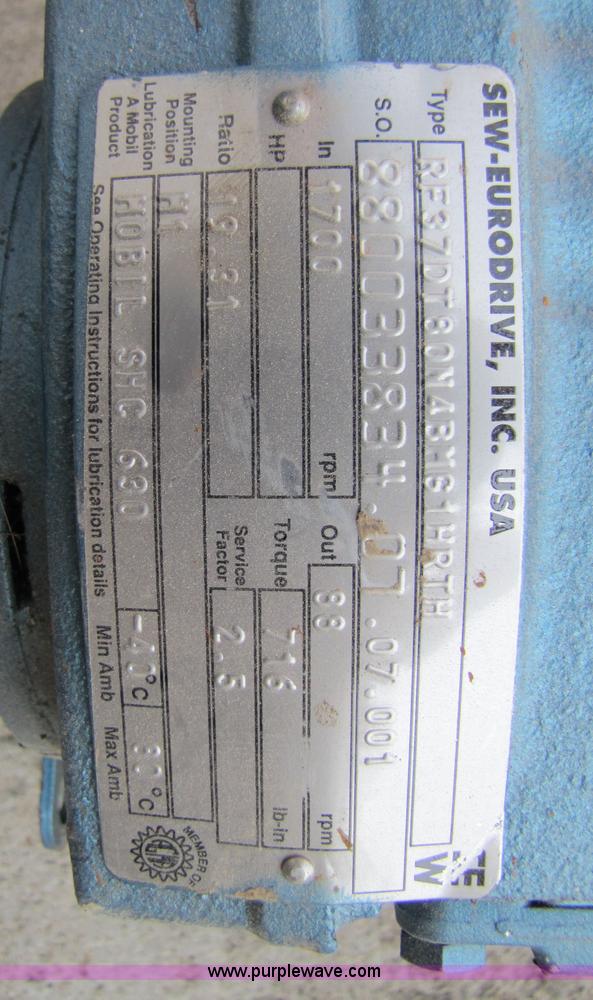 SEW-EURODRIVE, INC. USA
Type RF37DT80N4BMG1HRTH
S.O. 880033834.07.07.001
In 1700 rpm Out 88 rpm
HP Torque 716 lb-in
Ratio 19.31 Service Factor 2.5
Mounting Position M1
Lubrication
A Mobil
Product MOBIL SHC 630 -40°C 80°C
See Operating Instructions for lubrication details Min Amb Max Amb
MEMBER OF
www.purplewave.com